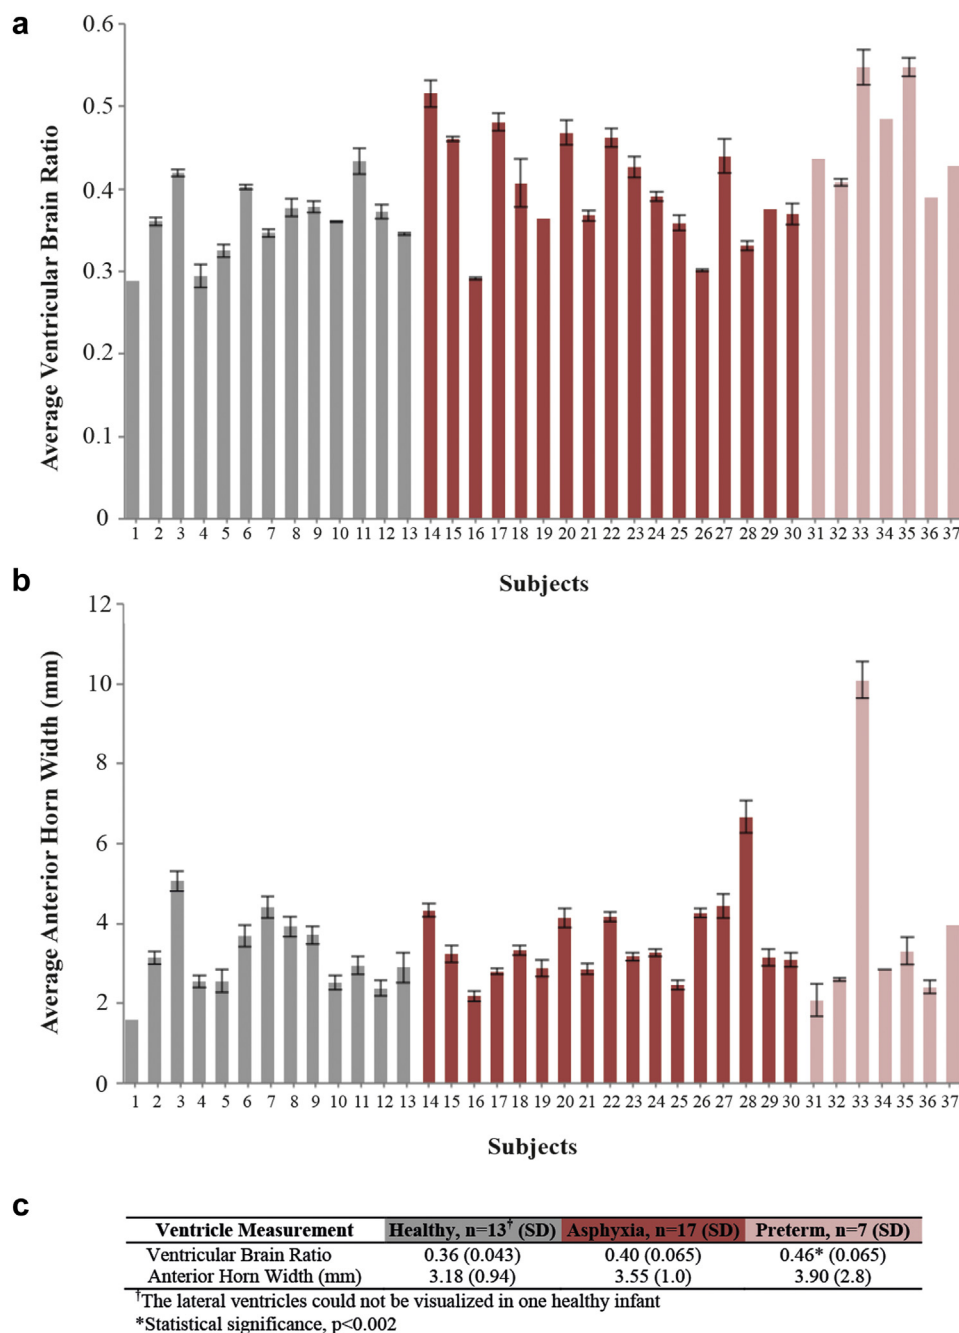 a
Average Ventricular Brain Ratio
0.6
0.5
0.4
0.3
0.2
0.1
0
1 2 3 4 5 6 7 8 9 10 11 12 13 14 15 16 17 18 19 20 21 22 23 24 25 26 27 28 29 30 31 32 33 34 35 36 37
Subjects
b
Average Anterior Horn Width (mm)
12
10
8
6
4
2
0
1 2 3 4 5 6 7 8 9 10 11 12 13 14 15 16 17 18 19 20 21 22 23 24 25 26 27 28 29 30 31 32 33 34 35 36 37
Subjects
c
Ventricle Measurement Healthy, n=13† (SD) Asphyxia, n=17 (SD) Preterm, n=7 (SD)
Ventricular Brain Ratio 0.36 (0.043) 0.40 (0.065) 0.46* (0.065)
Anterior Horn Width (mm) 3.18 (0.94) 3.55 (1.0) 3.90 (2.8)
†The lateral ventricles could not be visualized in one healthy infant
*Statistical significance, p<0.002